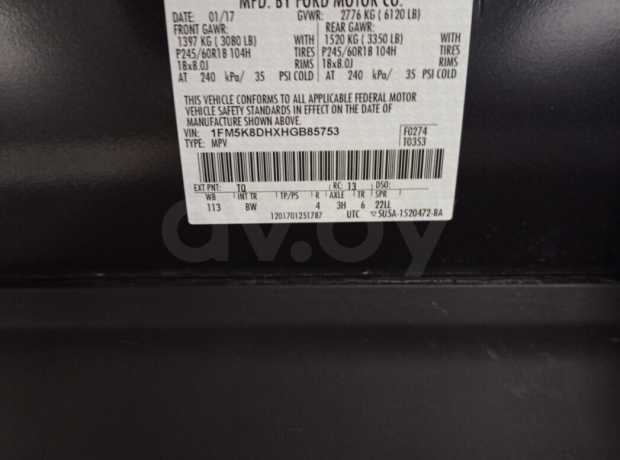 MFD. BY FORD MOTOR CO.
DATE: 01/17 GVWR: 2776 KG (6120 LB)
FRONT GAWR: REAR GAWR:
1397 KG (3080 LB) WITH 1520 KG (3350 LB) WITH
P245/60R18 104H TIRES P245/60R18 104H TIRES
18x8.0J RIMS 18x8.0J RIMS
AT 240 kPa/ 35 PSI COLD AT 240 kPa/ 35 PSI COLD
THIS VEHICLE CONFORMS TO ALL APPLICABLE FEDERAL MOTOR
VEHICLE SAFETY STANDARDS IN EFFECT ON THE DATE OF
MANUFACTURE SHOWN ABOVE.
VIN: 1FM5K8DHXHGB85753 F0274
TYPE: MPV T0353
EXT PNT: TQ RC: 13 DSO:
WB INT TR TP/PS R AXLE TR SPR
113 BW 4 3H 6 22LL
1201701251787 UTC 5U5A-1520472-BA
av.by